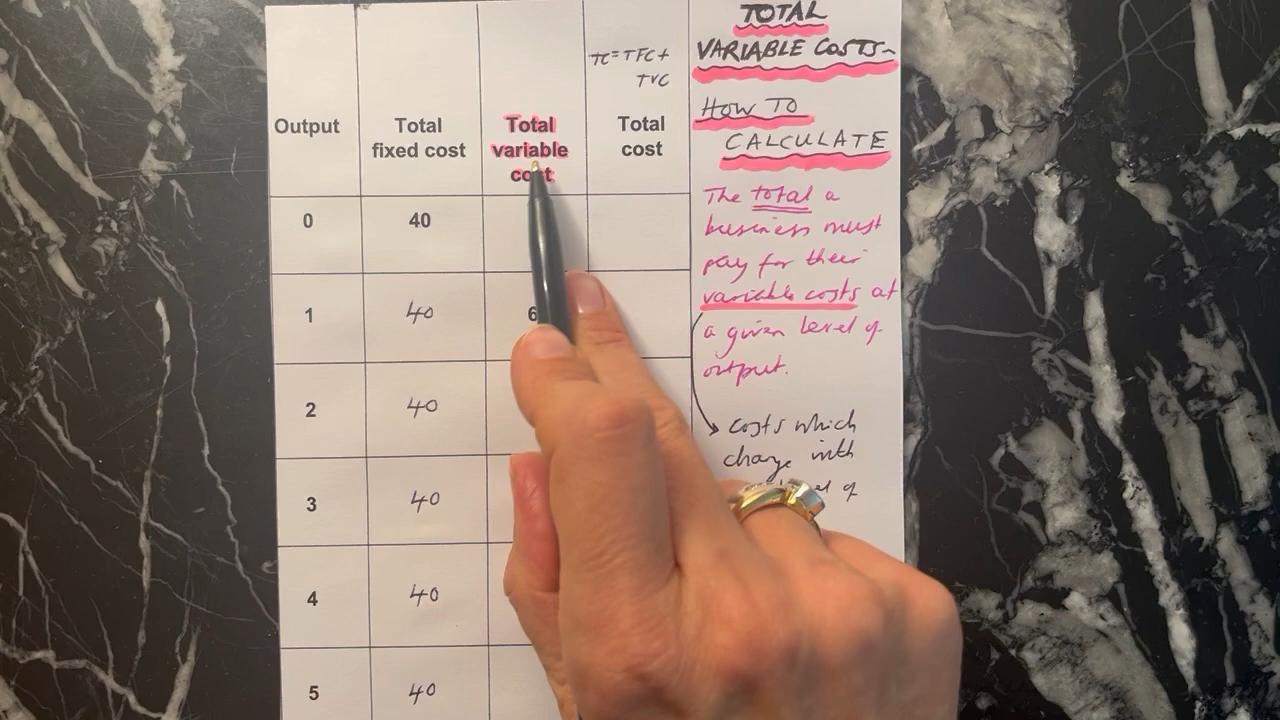 TOTAL
VARIABLE COSTS~
HOW TO
CALCULATE
The total a
business must
pay for their
variable costs at
a given level of
output.
costs which
change with
of
TC = TFC +
TVC
Output
Total
fixed cost
Total
variable
cost
Total
cost
0 40
1 40 6
2 40
3 40
4 40
5 40